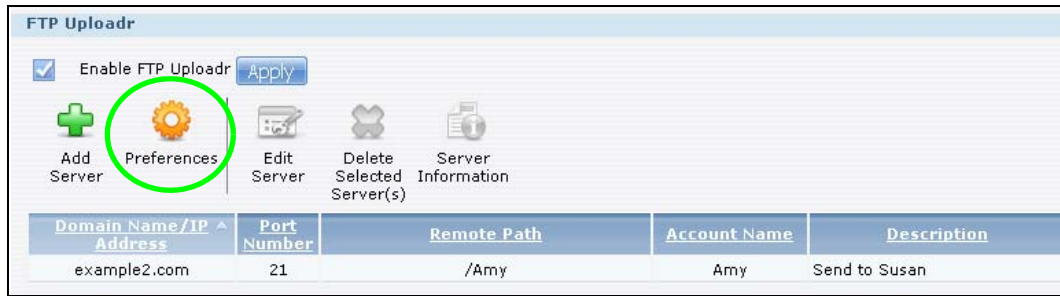 FTP Uploadr
Enable FTP Uploadr Apply
Add Server
Preferences
Edit Server
Delete Selected Server(s)
Server Information
Domain Name/IP Address
Port Number
Remote Path
Account Name
Description
example2.com 21 /Amy Amy Send to Susan